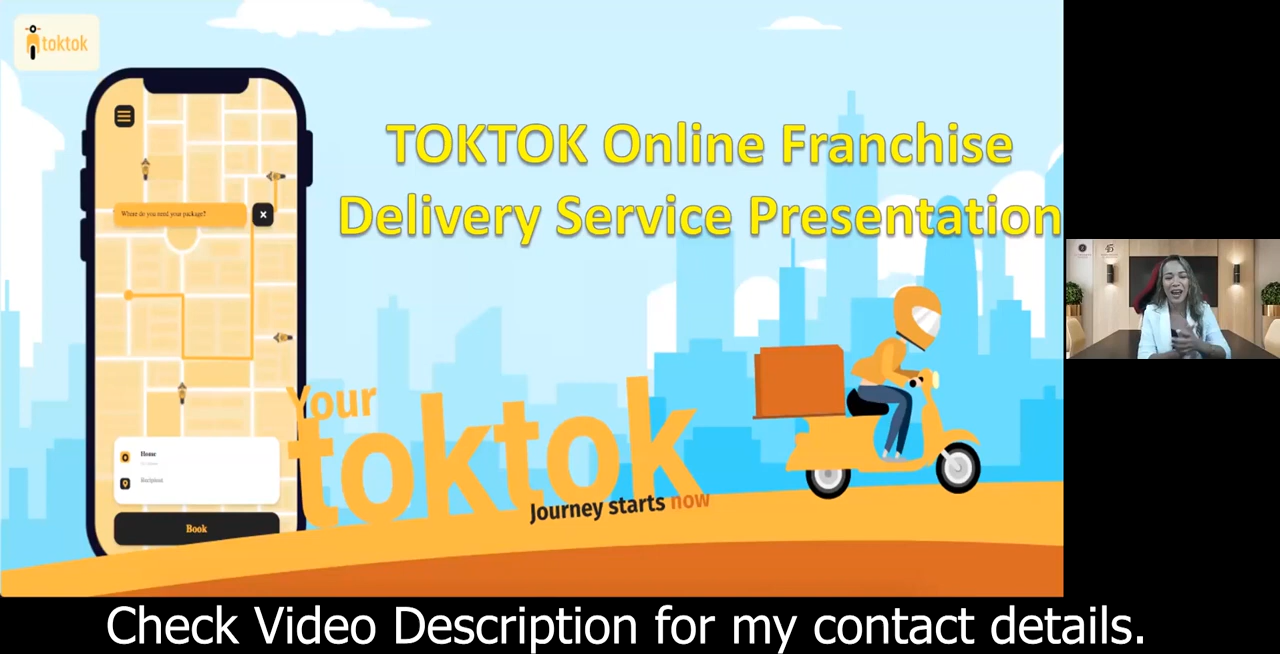 toktok
TOKTOK Online Franchise
Delivery Service Presentation
Where do you need your package?
Your
toktok
Journey starts now
Home
Recipient
Book
Check Video Description for my contact details.